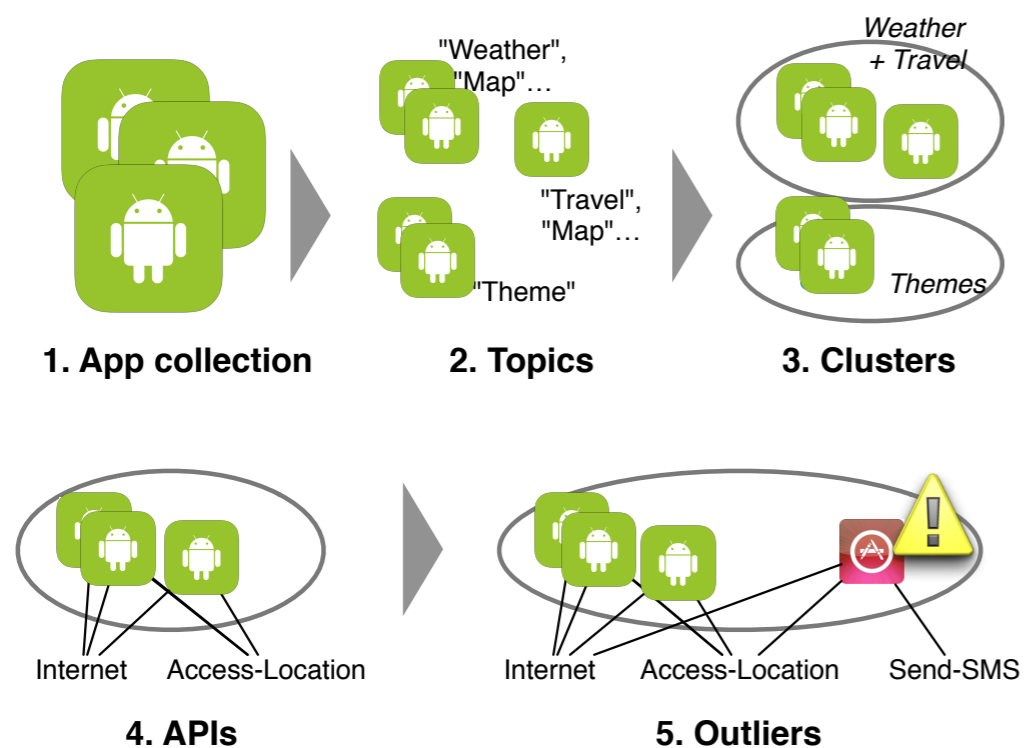 "Weather",
"Map"…
"Travel",
"Map"…
"Theme"
Weather
+ Travel
Themes
1. App collection
2. Topics
3. Clusters
Internet
Access-Location
4. APIs
!
Internet
Access-Location
Send-SMS
5. Outliers